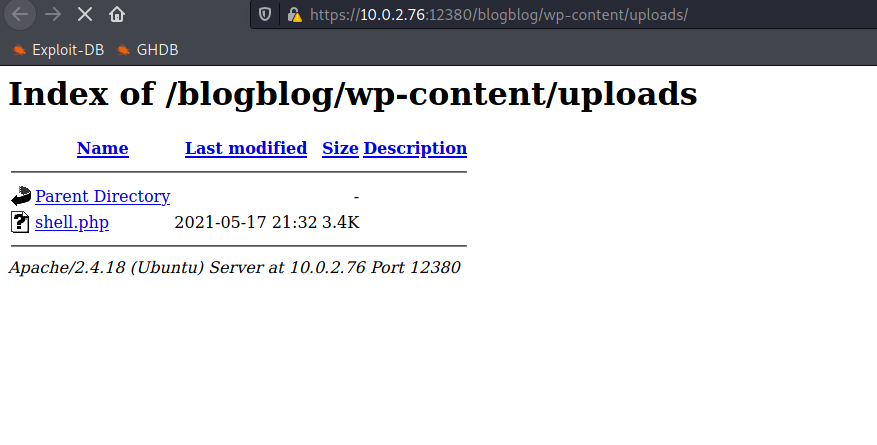 https://10.0.2.76:12380/blogblog/wp-content/uploads/
Exploit-DB GHDB
Index of /blogblog/wp-content/uploads
Name Last modified Size Description
Parent Directory -
shell.php 2021-05-17 21:32 3.4K
Apache/2.4.18 (Ubuntu) Server at 10.0.2.76 Port 12380